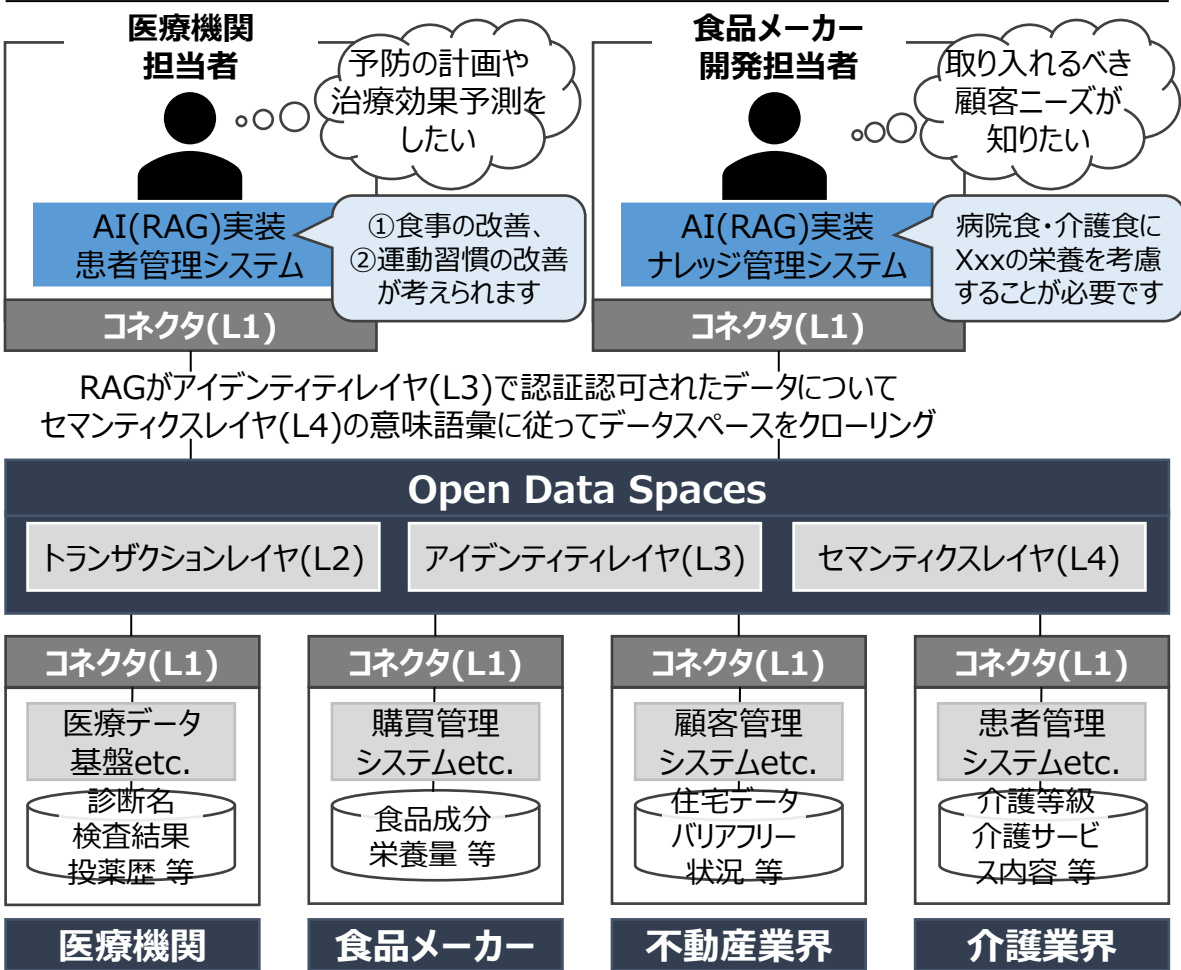 医療機関
担当者
予防の計画や
治療効果予測を
したい
AI(RAG)実装
患者管理システム
①食事の改善、
②運動習慣の改善
が考えられます
コネクタ(L1)
食品メーカー
開発担当者
取り入れるべき
顧客ニーズが
知りたい
AI(RAG)実装
ナレッジ管理システム
病院食・介護食に
Xxxの栄養を考慮
することが必要です
コネクタ(L1)
RAGがアイデンティティレイヤ(L3)で認証認可されたデータについて
セマンティクスレイヤ(L4)の意味語彙に従ってデータスペースをクローリング
Open Data Spaces
トランザクションレイヤ(L2)
アイデンティティレイヤ(L3)
セマンティクスレイヤ(L4)
コネクタ(L1)
医療データ
基盤etc.
診断名
検査結果
投薬歴 等
医療機関
コネクタ(L1)
購買管理
システムetc.
食品成分
栄養量 等
食品メーカー
コネクタ(L1)
顧客管理
システムetc.
住宅データ
バリアフリー
状況 等
不動産業界
コネクタ(L1)
患者管理
システムetc.
介護等級
介護サービ
ス内容 等
介護業界